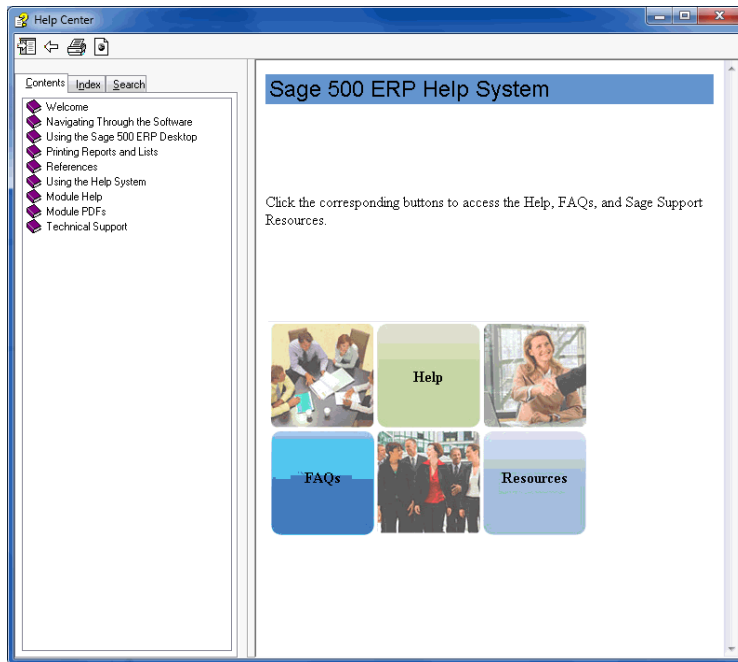 Help Center
Contents Index Search
Welcome
Navigating Through the Software
Using the Sage 500 ERP Desktop
Printing Reports and Lists
References
Using the Help System
Module Help
Module PDFs
Technical Support
Sage 500 ERP Help System
Click the corresponding buttons to access the Help, FAQs, and Sage Support
Resources.
Help
FAQs
Resources